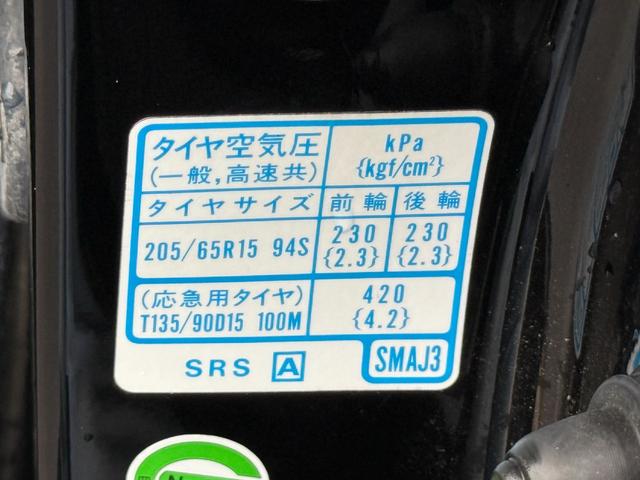 タイヤ空気圧 kPa
(一般,高速共) {kgf/cm²}
タイヤサイズ 前輪 後輪
205/65R15 94S 230 230
{2.3} {2.3}
(応急用タイヤ) 420
T135/90D15 100M {4.2}
SRS A SMAJ3